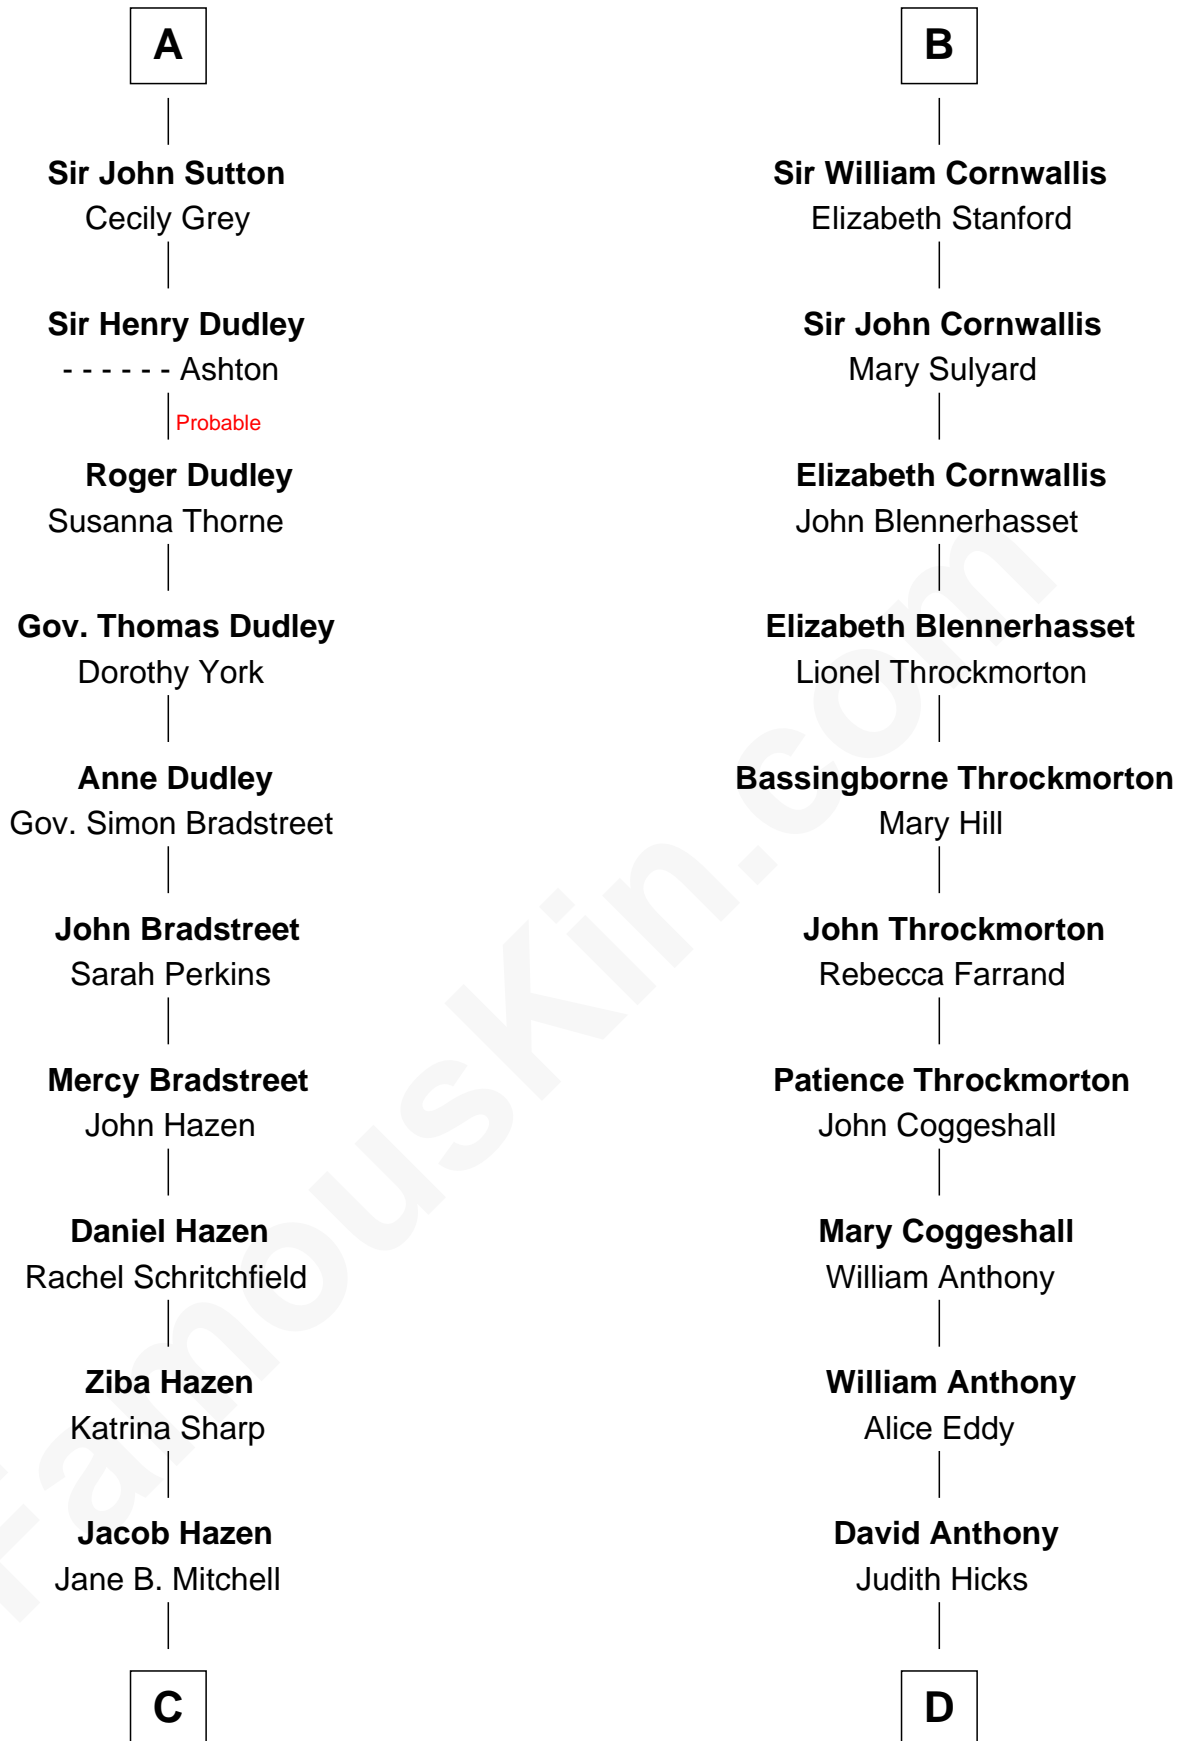 A
Sir John Sutton
Cecily Grey
Sir Henry Dudley
- - - - - - Ashton
Probable
Roger Dudley
Susanna Thorne
Gov. Thomas Dudley
Dorothy York
Anne Dudley
Gov. Simon Bradstreet
John Bradstreet
Sarah Perkins
Mercy Bradstreet
John Hazen
Daniel Hazen
Rachel Schritchfield
Ziba Hazen
Katrina Sharp
Jacob Hazen
Jane B. Mitchell
C
B
Sir William Cornwallis
Elizabeth Stanford
Sir John Cornwallis
Mary Sulyard
Elizabeth Cornwallis
John Blennerhasset
Elizabeth Blennerhasset
Lionel Throckmorton
Bassingborne Throckmorton
Mary Hill
John Throckmorton
Rebecca Farrand
Patience Throckmorton
John Coggeshall
Mary Coggeshall
William Anthony
William Anthony
Alice Eddy
David Anthony
Judith Hicks
D
FamousKin.com